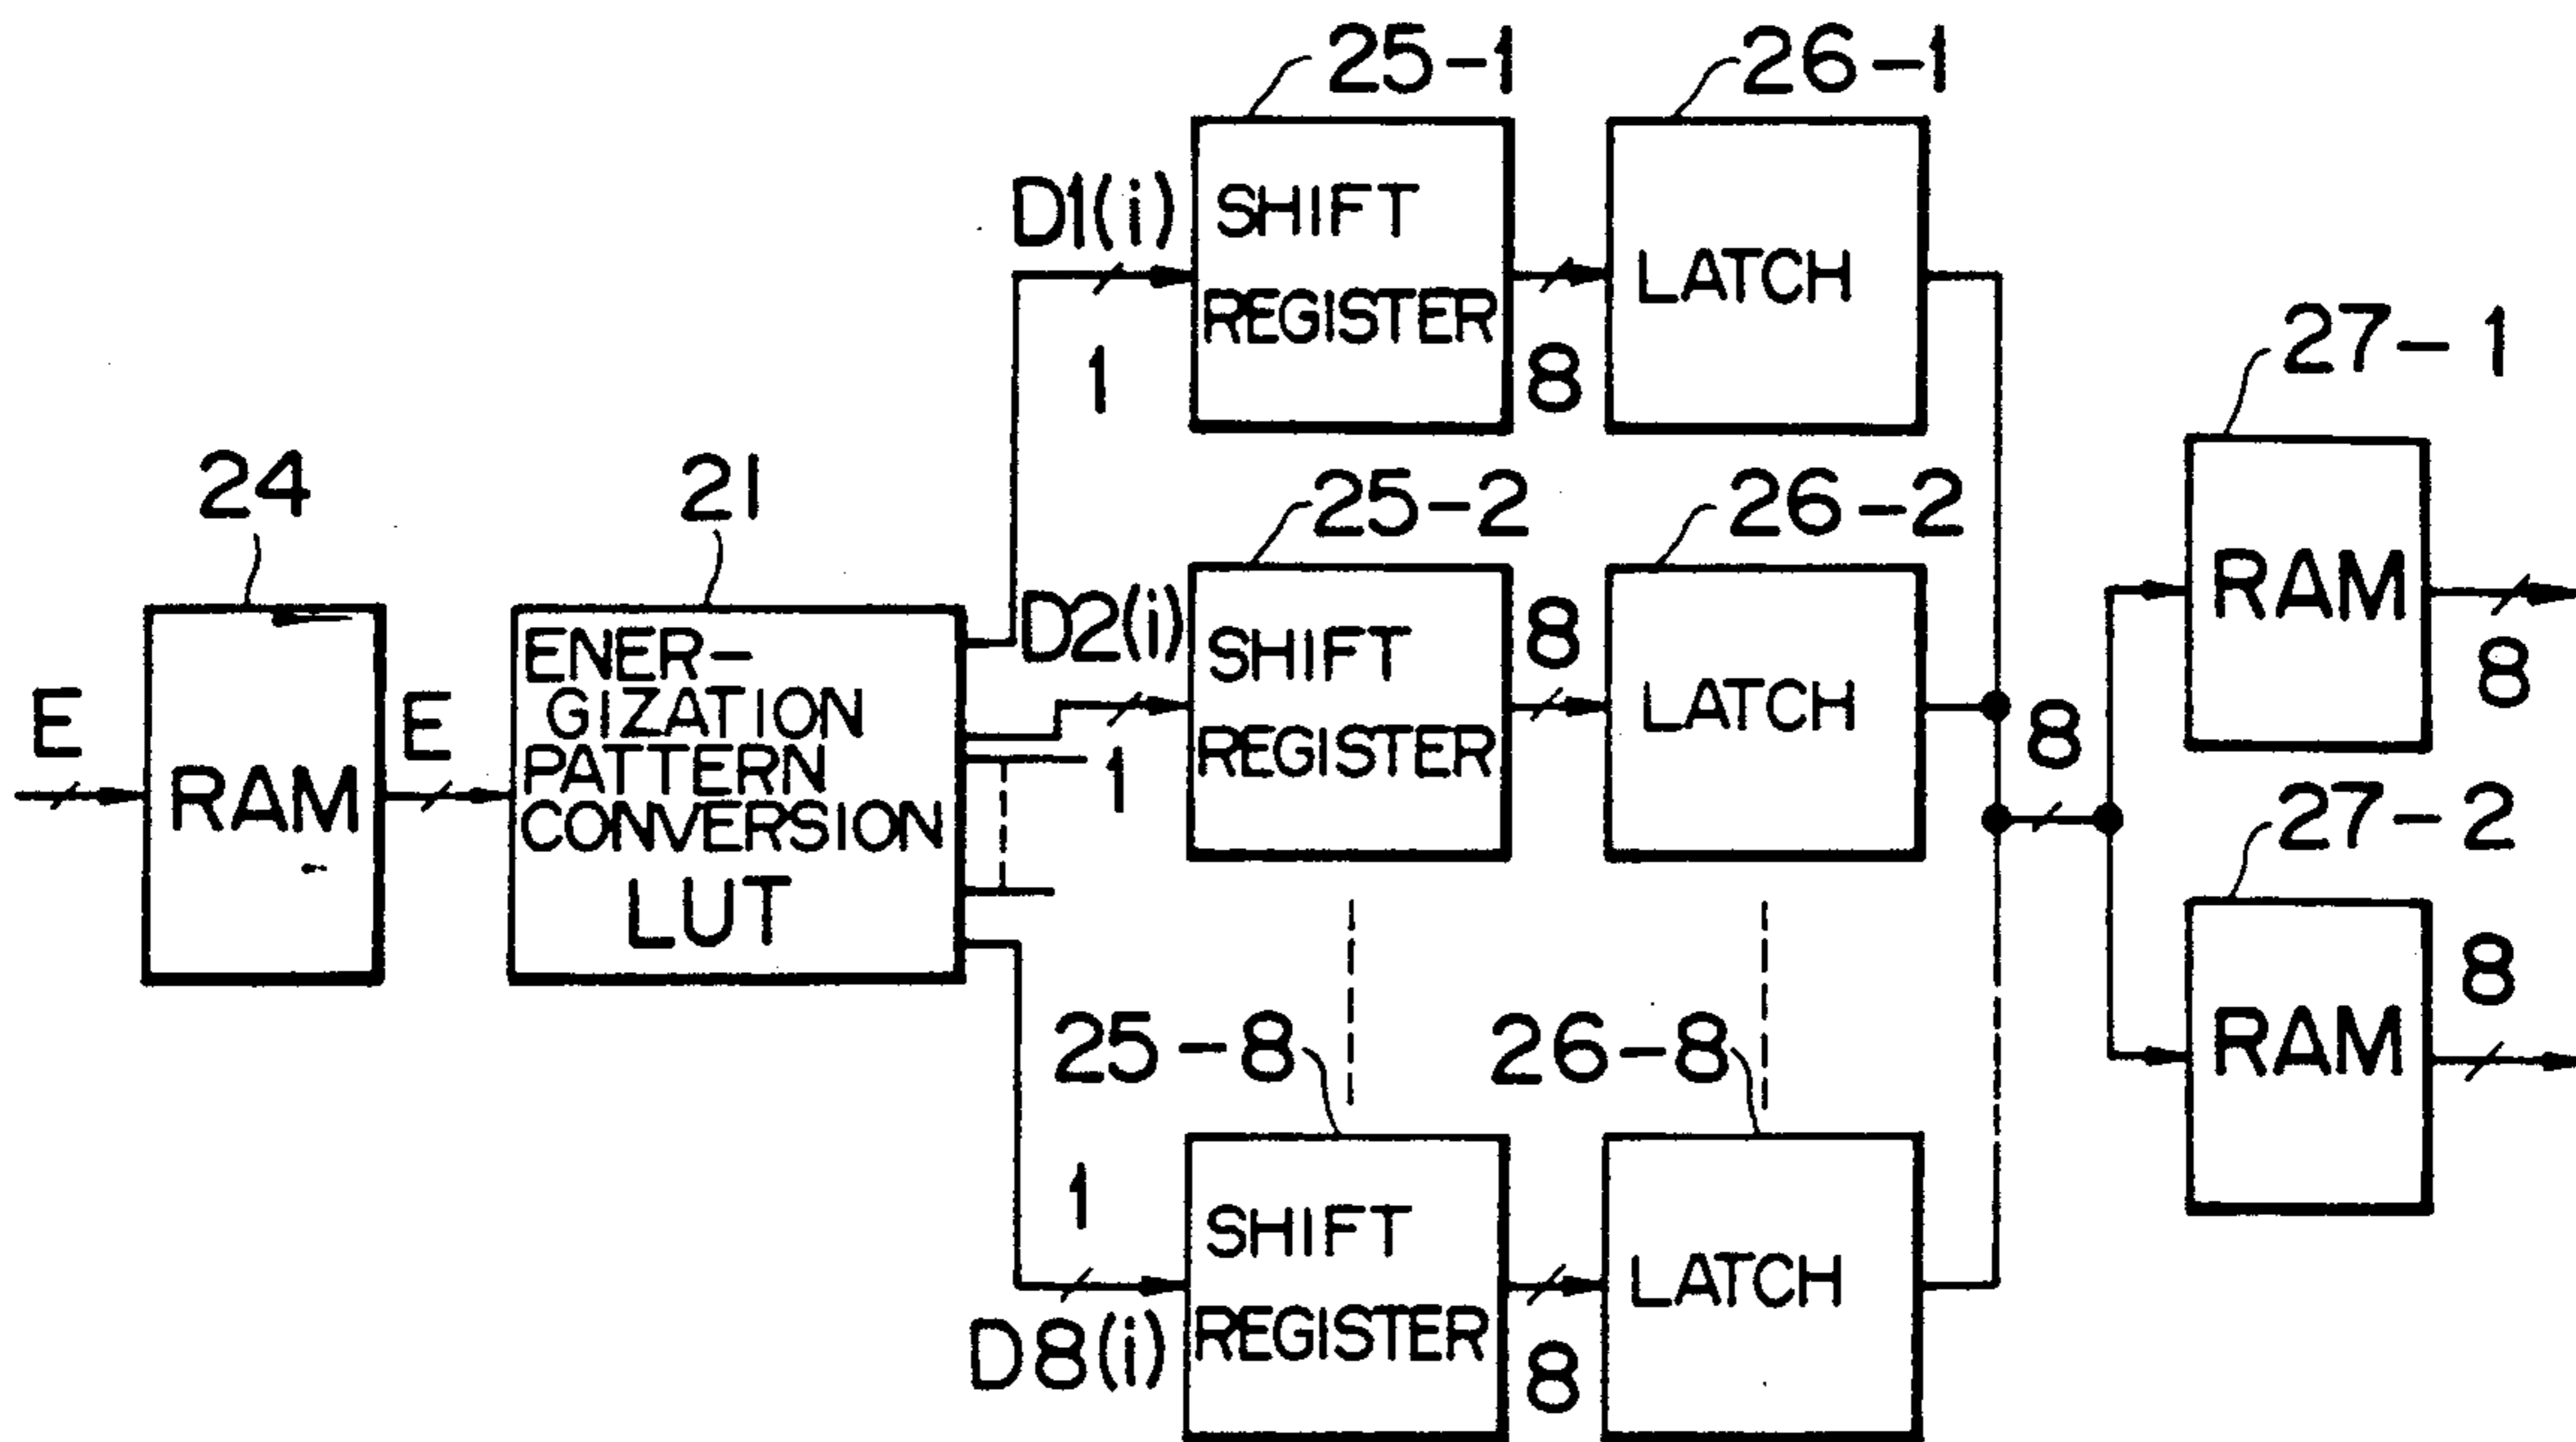 25-1
26-1
D1(i)
SHIFT
REGISTER
1
8
LATCH
27-1
24
21
25-2
26-2
E
RAM
E
ENER-
GIZATION
PATTERN
CONVERSION
LUT
D2(i)
1
SHIFT
REGISTER
8
LATCH
8
RAM
8
27-2
RAM
8
25-8
26-8
1
D8(i)
SHIFT
REGISTER
8
LATCH